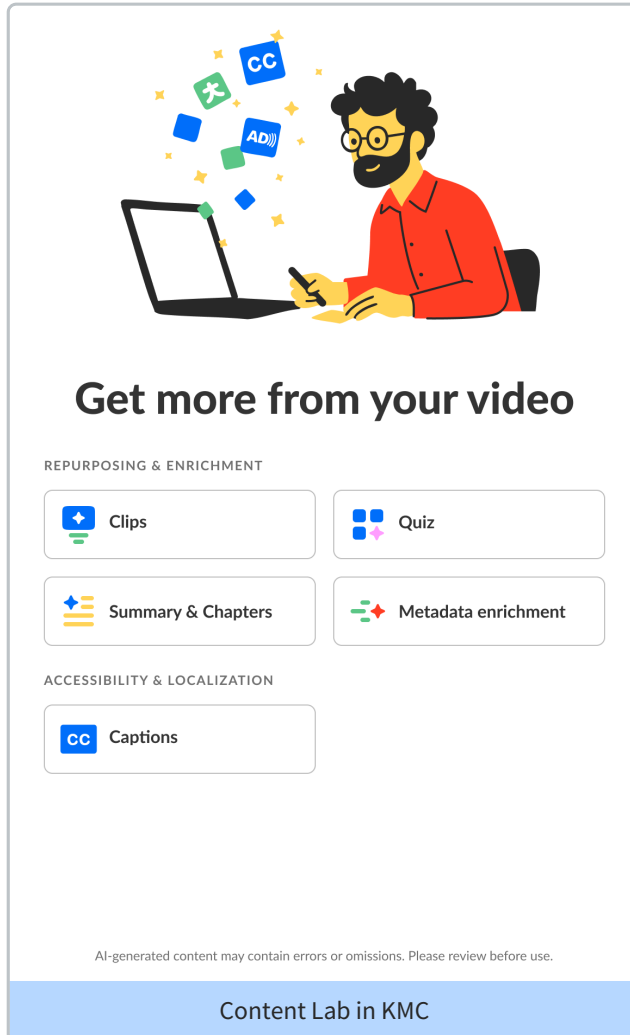 CC
大
AD
Get more from your video
REPURPOSING & ENRICHMENT
Clips
Quiz
Summary & Chapters
Metadata enrichment
ACCESSIBILITY & LOCALIZATION
CC
Captions
AI-generated content may contain errors or omissions. Please review before use.
Content Lab in KMC